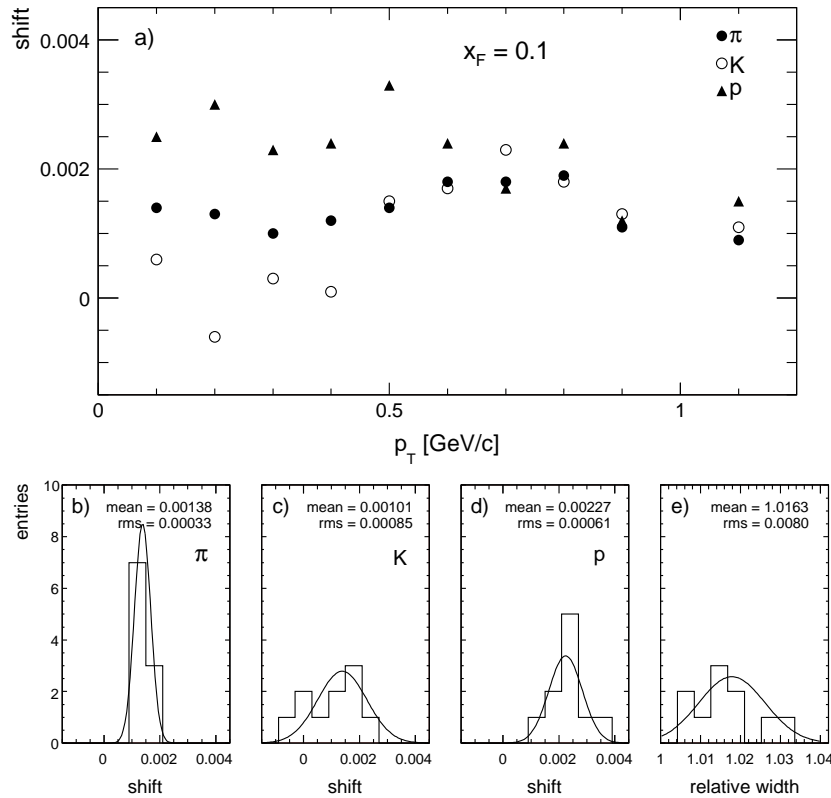 shift
0.004
0.002
0
a)
x_F = 0.1
π
K
p
0 0.5 1
p_T [GeV/c]
entries
10
8
6
4
2
0
b)
mean = 0.00138
rms = 0.00033
π
0 0.002 0.004
shift
c)
mean = 0.00101
rms = 0.00085
K
0 0.002 0.004
shift
d)
mean = 0.00227
rms = 0.00061
p
0 0.002 0.004
shift
e)
mean = 1.0163
rms = 0.0080
1 1.01 1.02 1.03 1.04
relative width